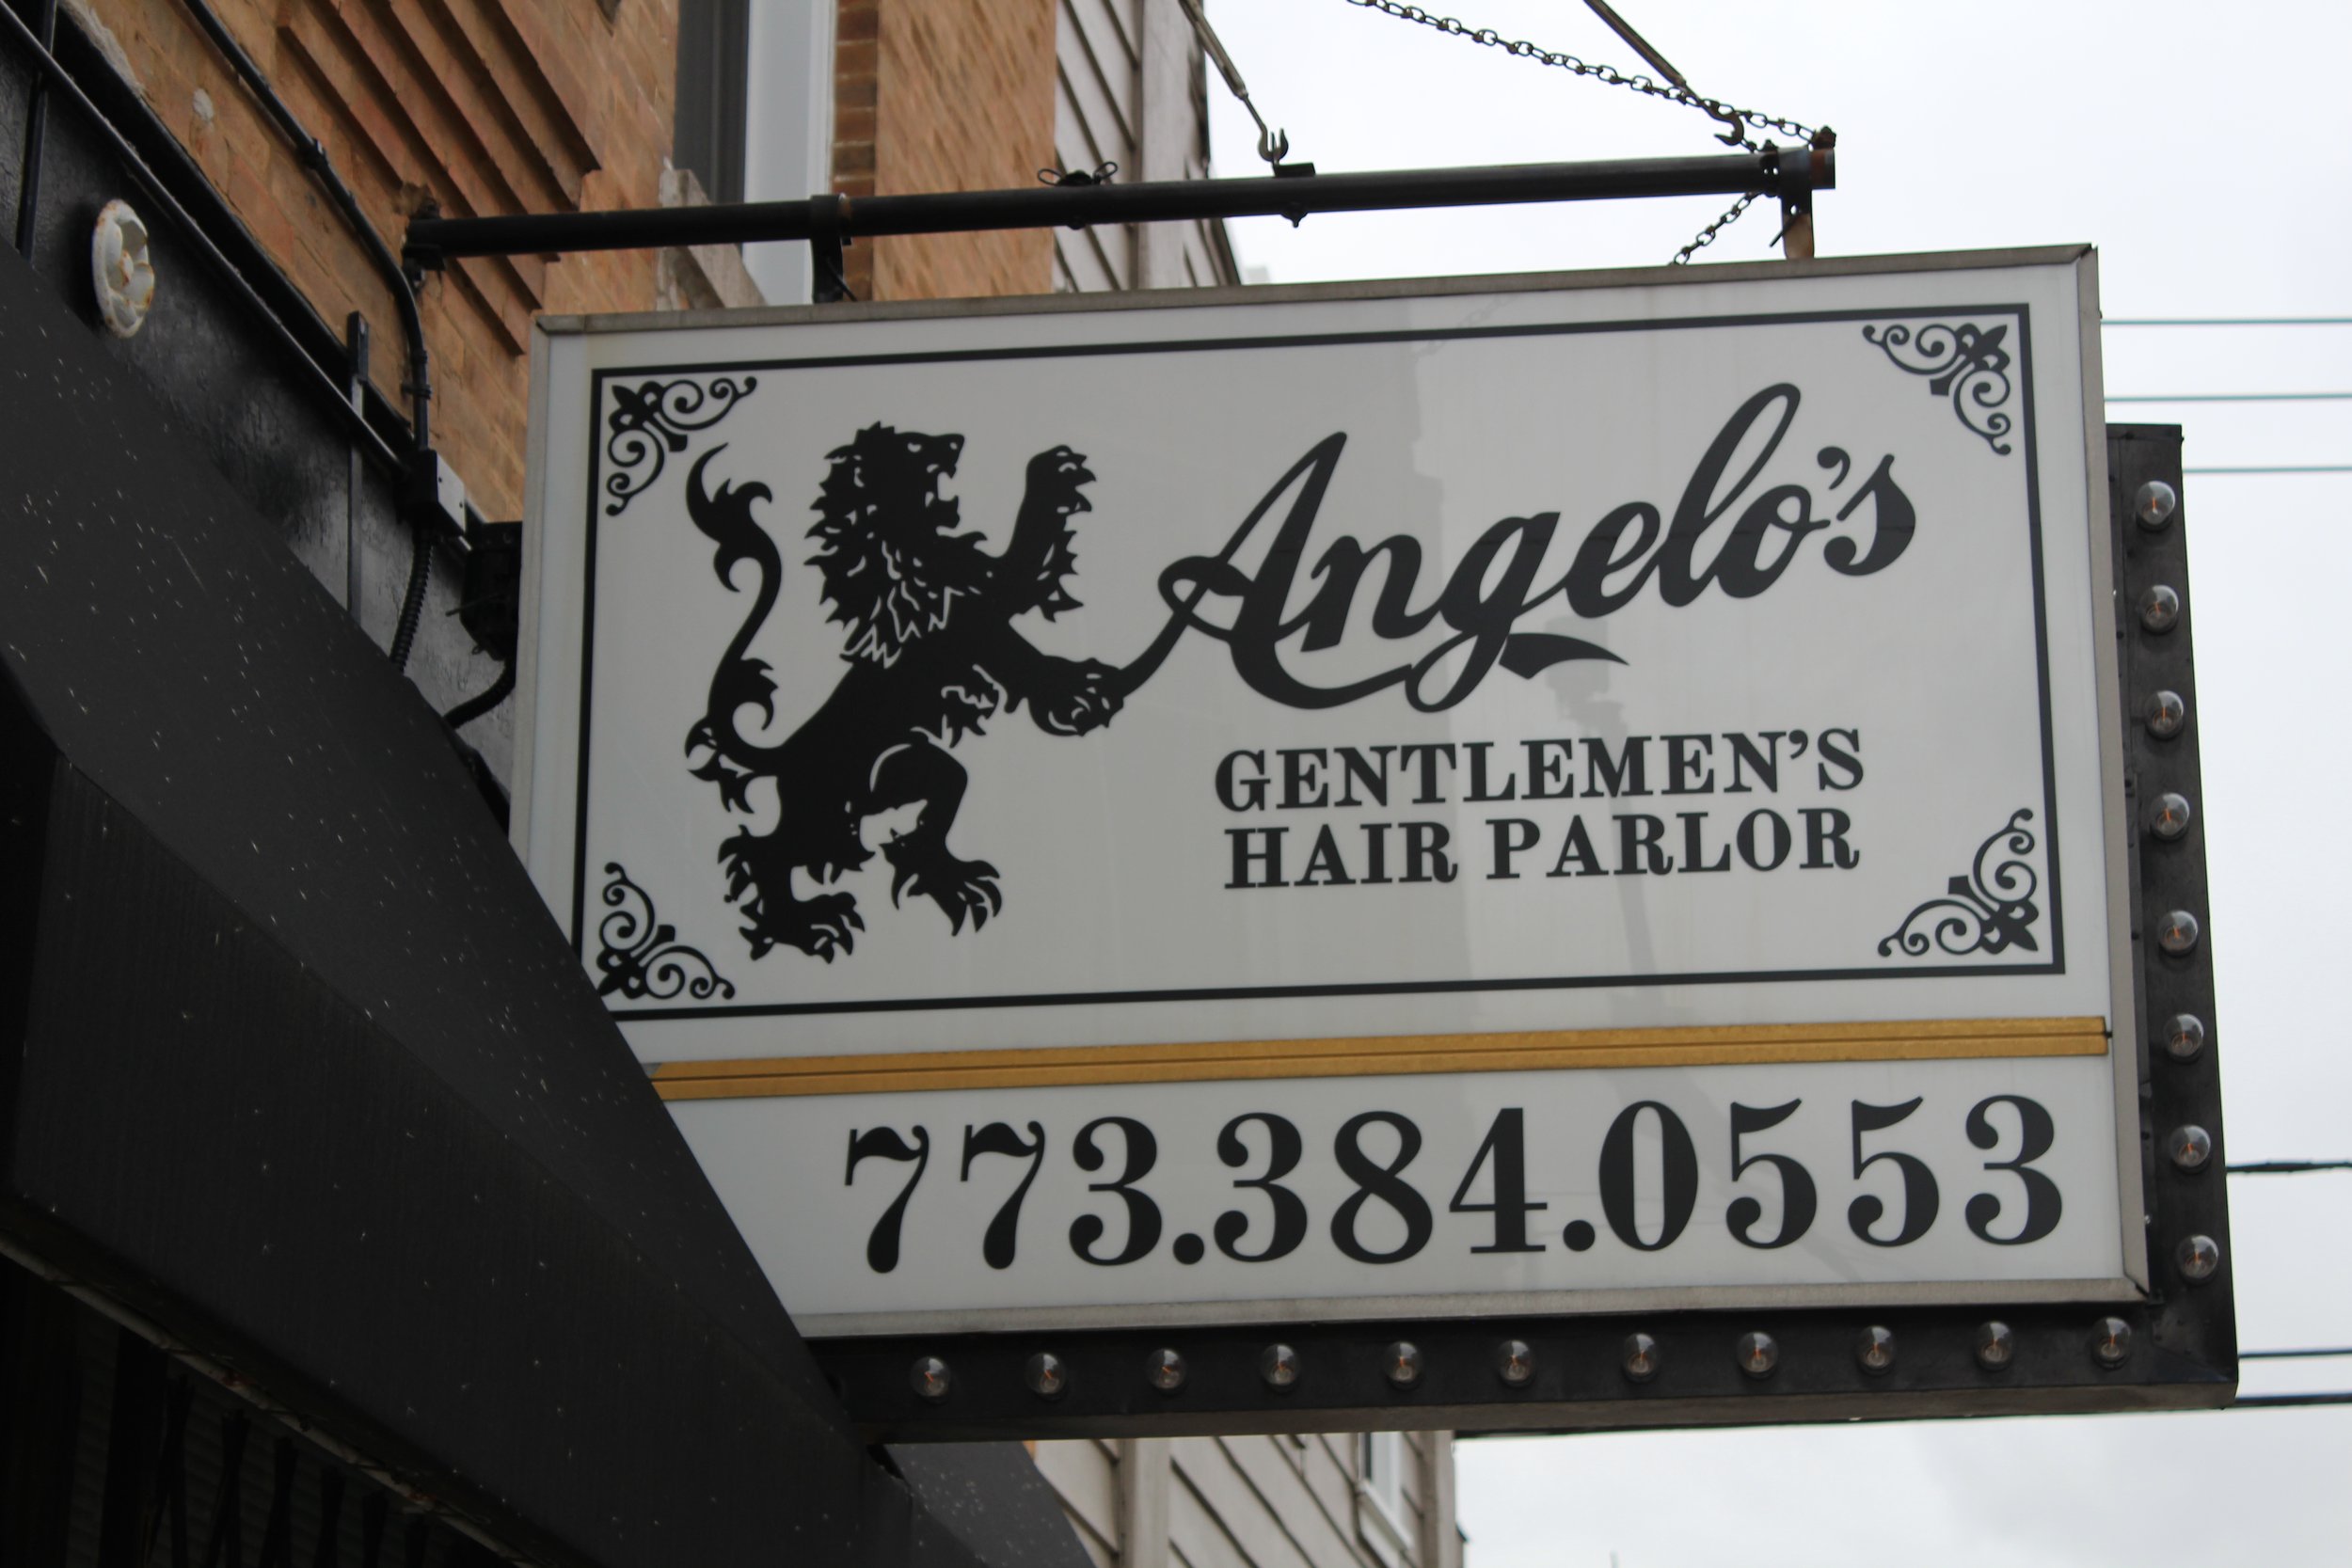 Angelo's
GENTLEMEN'S
HAIR PARLOR
773.384.0553